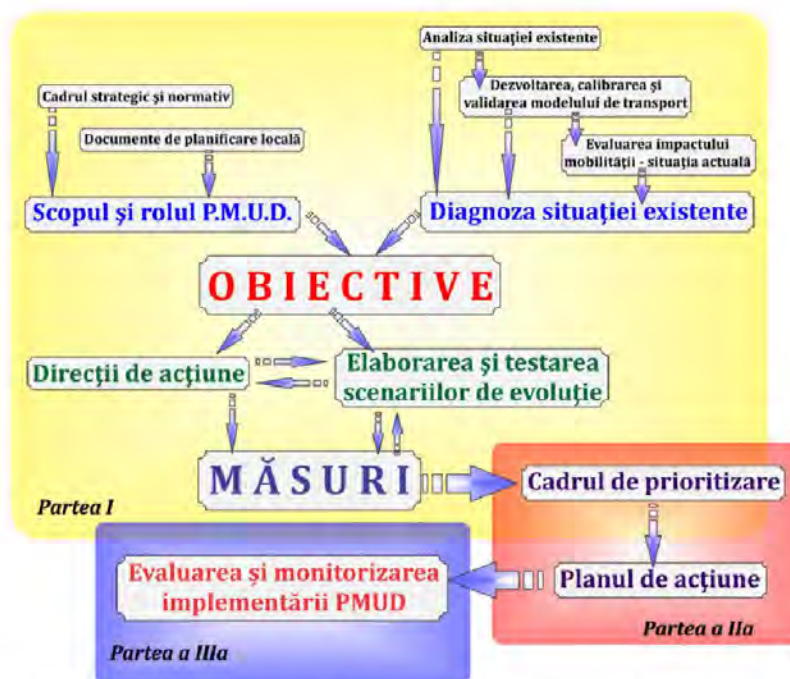 Analiza situației existente
Cadrul strategic și normativ
Dezvoltarea, calibrarea și
validarea modelului de transport
Documente de planificare locală
Evaluarea impactului
mobilității - situația actuală
Scopul și rolul P.M.U.D.
Diagnoza situației existente
O B I E C T I V E
Direcții de acțiune
Elaborarea și testarea
scenariilor de evoluție
M Ă S U R I
Cadrul de prioritizare
Partea I
Evaluarea și monitorizarea
implementării PMUD
Planul de acțiune
Partea a IIa
Partea a IIIa